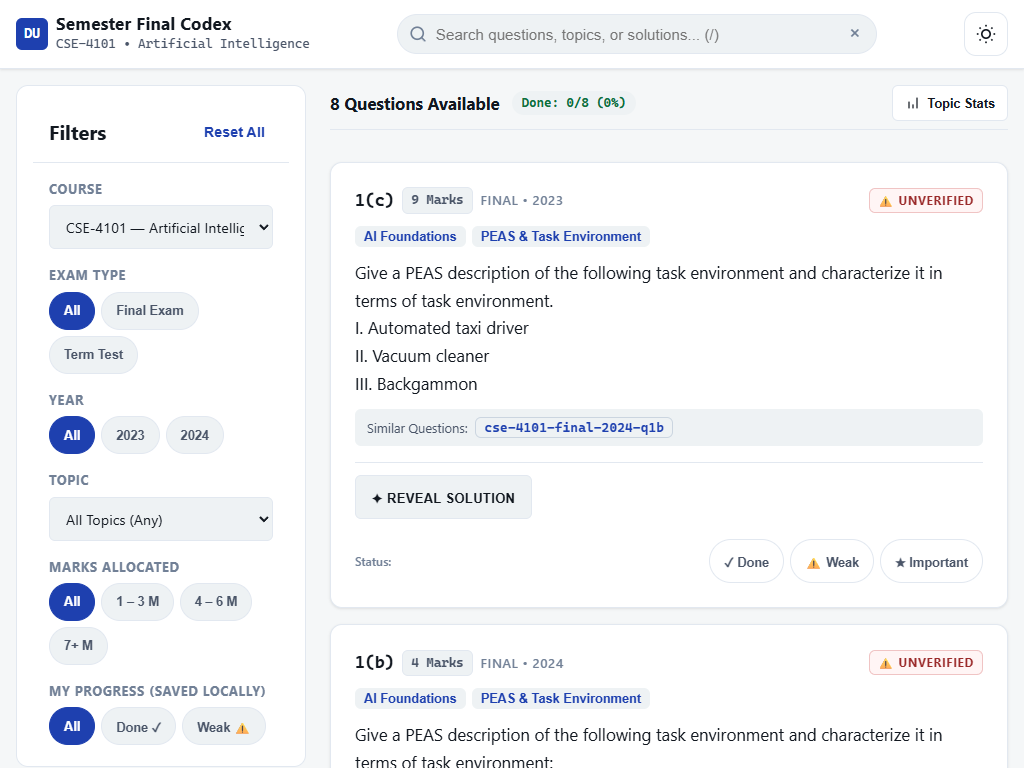 DU
Semester Final Codex
CSE-4101 • Artificial Intelligence
Search questions, topics, or solutions... (/)
×
Filters
Reset All
COURSE
CSE-4101 — Artificial Intellig
EXAM TYPE
All
Final Exam
Term Test
YEAR
All
2023
2024
TOPIC
All Topics (Any)
MARKS ALLOCATED
All
1 – 3 M
4 – 6 M
7+ M
MY PROGRESS (SAVED LOCALLY)
All
Done ✓
Weak ⚠️
8 Questions Available
Done: 0/8 (0%)
Topic Stats
1(c)
9 Marks
FINAL • 2023
⚠️ UNVERIFIED
AI Foundations
PEAS & Task Environment
Give a PEAS description of the following task environment and characterize it in
terms of task environment.
I. Automated taxi driver
II. Vacuum cleaner
III. Backgammon
Similar Questions:
cse-4101-final-2024-q1b
✦ REVEAL SOLUTION
Status:
✓ Done
⚠️ Weak
★ Important
1(b)
4 Marks
FINAL • 2024
⚠️ UNVERIFIED
AI Foundations
PEAS & Task Environment
Give a PEAS description of the following task environment and characterize it in
terms of task environment: